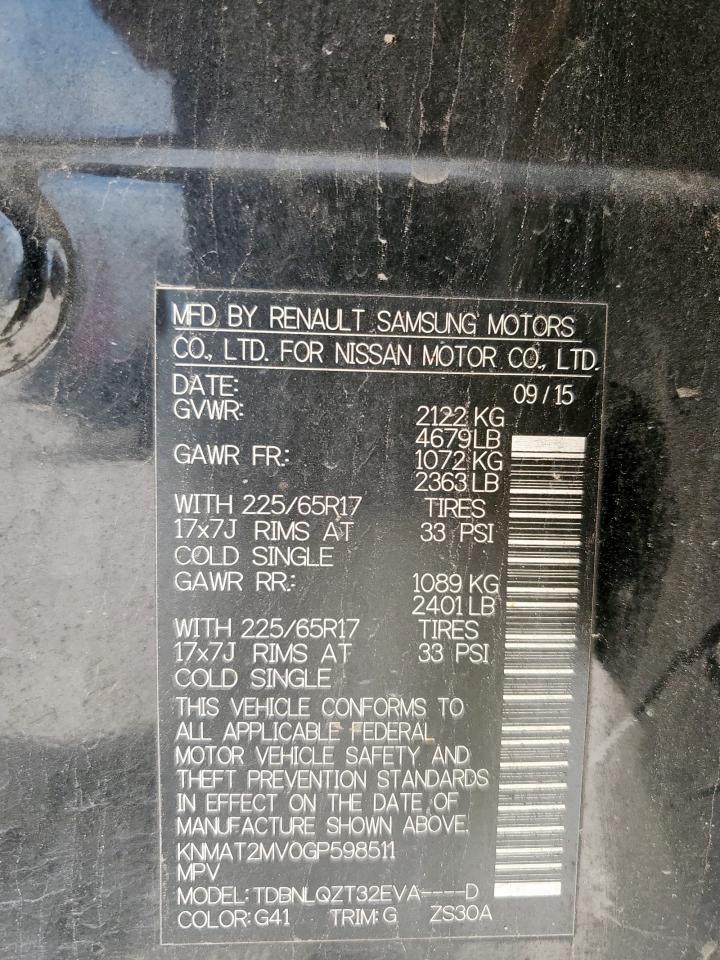 MFD BY RENAULT SAMSUNG MOTORS
CO., LTD. FOR NISSAN MOTOR CO., LTD.
DATE: 09/15
GVWR: 2122 KG
4679 LB
GAWR FR.: 1072 KG
2363 LB
WITH 225/65R17 TIRES
17x7J RIMS AT 33 PSI
COLD SINGLE
GAWR RR.: 1089 KG
2401 LB
WITH 225/65R17 TIRES
17x7J RIMS AT 33 PSI
COLD SINGLE
THIS VEHICLE CONFORMS TO
ALL APPLICABLE FEDERAL
MOTOR VEHICLE SAFETY AND
THEFT PREVENTION STANDARDS
IN EFFECT ON THE DATE OF
MANUFACTURE SHOWN ABOVE.
KNMAT2MV0GP598511
MPV
MODEL: TDBNLQZT32EVA----D
COLOR: G41 TRIM: G ZS30A